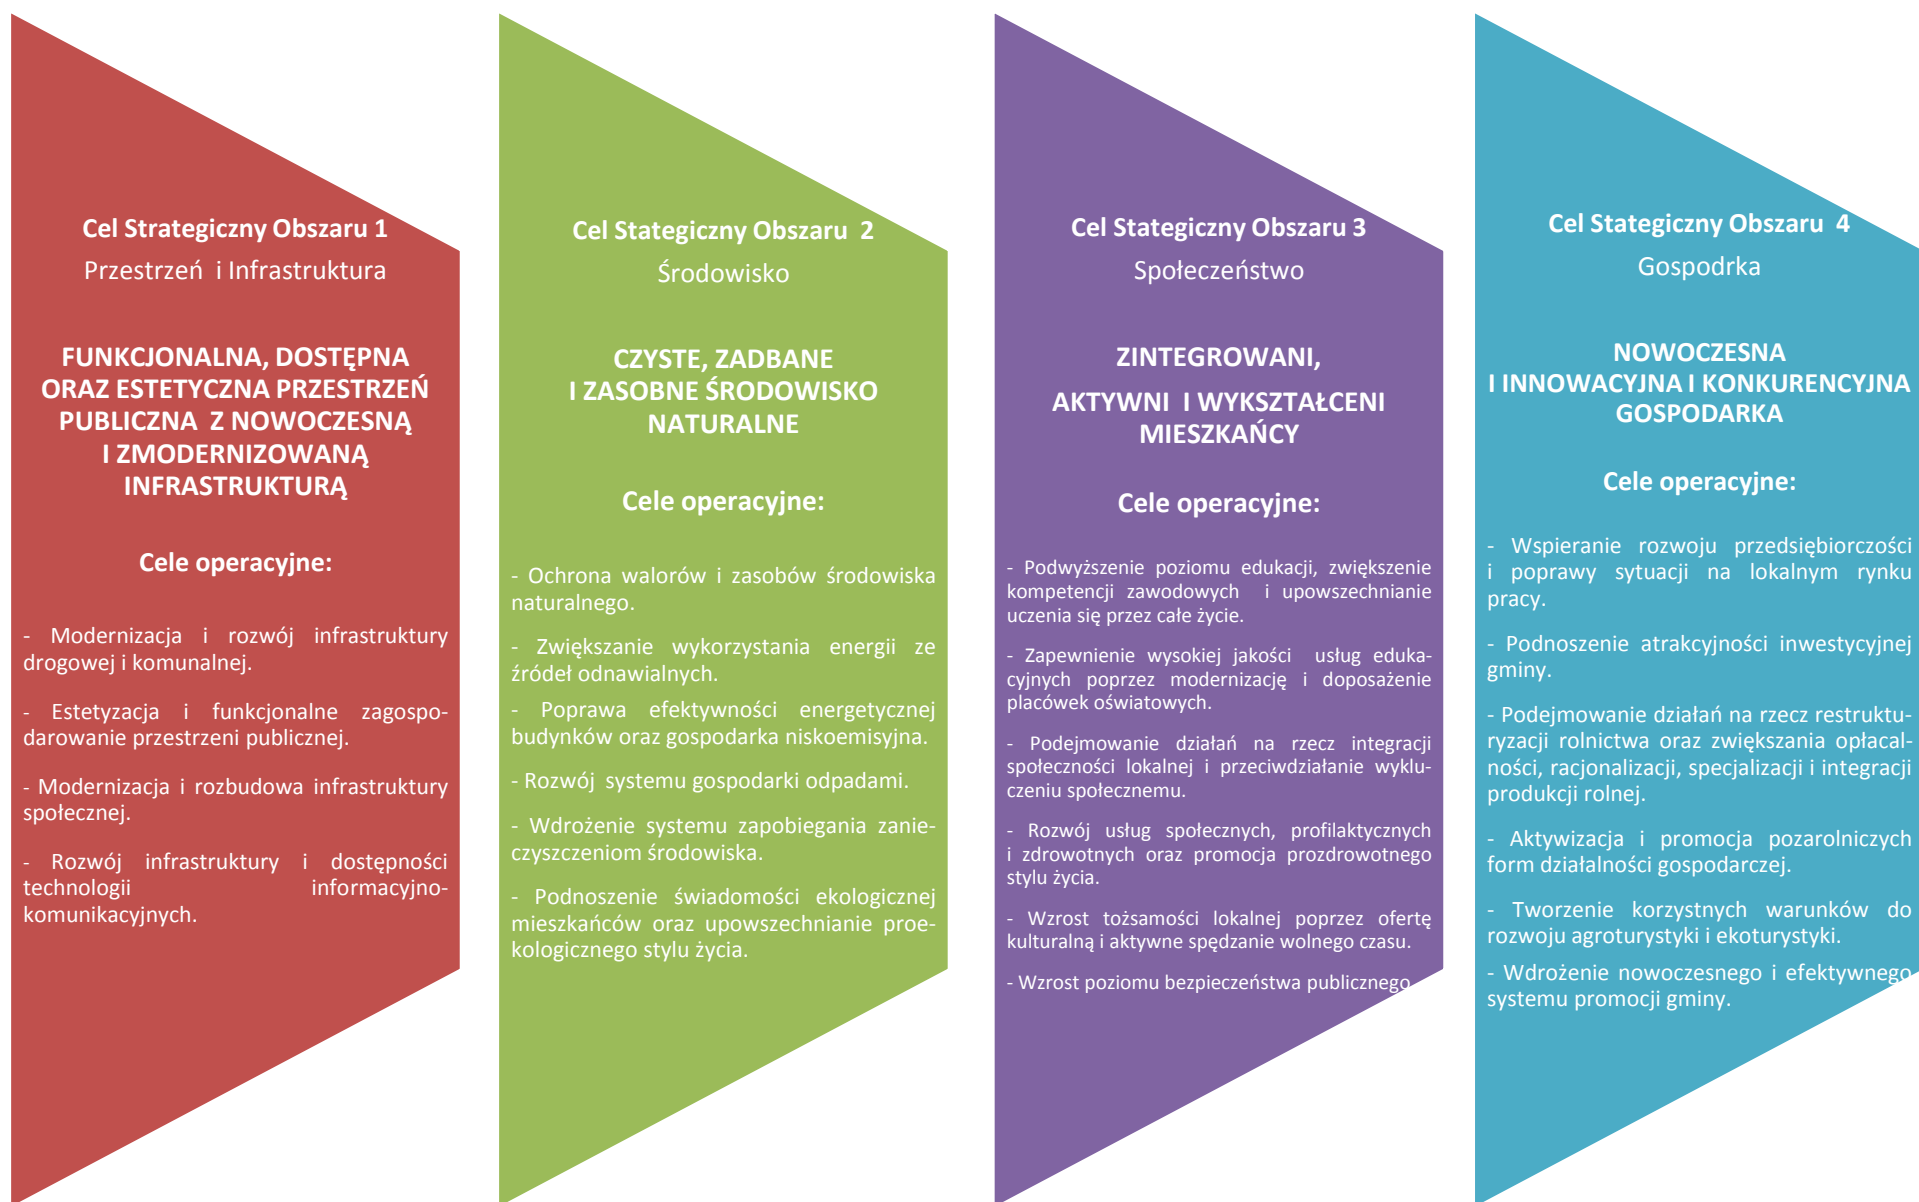 Cel Strategiczny Obszaru 1
Przestrzeń i Infrastruktura
FUNKCJONALNA, DOSTĘPNA
ORAZ ESTETYCZNA PRZESTRZEŃ
PUBLICZNA Z NOWOCZESNĄ
I ZMODERNIZOWANĄ
INFRASTRUKTURĄ
Cele operacyjne:
- Modernizacja i rozwój infrastruktury
drogowej i komunalnej.
- Estetyzacja i funkcjonalne zagospo-
darowanie przestrzeni publicznej.
- Modernizacja i rozbudowa infrastruktury
społecznej.
- Rozwój infrastruktury i dostępności
technologii informacyjno-
komunikacyjnych.
Cel Stategiczny Obszaru 2
Środowisko
CZYSTE, ZADBANE
I ZASOBNE ŚRODOWISKO
NATURALNE
Cele operacyjne:
- Ochrona walorów i zasobów środowiska
naturalnego.
- Zwiększanie wykorzystania energii ze
źródeł odnawialnych.
- Poprawa efektywności energetycznej
budynków oraz gospodarka niskoemisyjna.
- Rozwój systemu gospodarki odpadami.
- Wdrożenie systemu zapobiegania zanie-
czyszczeniom środowiska.
- Podnoszenie świadomości ekologicznej
mieszkańców oraz upowszechnianie proe-
kologicznego stylu życia.
Cel Stategiczny Obszaru 3
Społeczeństwo
ZINTEGROWANI,
AKTYWNI I WYKSZTAŁCENI
MIESZKAŃCY
Cele operacyjne:
- Podwyższenie poziomu edukacji, zwiększenie
kompetencji zawodowych i upowszechnianie
uczenia się przez całe życie.
- Zapewnienie wysokiej jakości usług eduka-
cyjnych poprzez modernizację i doposażenie
placówek oświatowych.
- Podejmowanie działań na rzecz integracji
społeczności lokalnej i przeciwdziałanie wyklu-
czeniu społecznemu.
- Rozwój usług społecznych, profilaktycznych
i zdrowotnych oraz promocja prozdrowotnego
stylu życia.
- Wzrost tożsamości lokalnej poprzez ofertę
kulturalną i aktywne spędzanie wolnego czasu.
- Wzrost poziomu bezpieczeństwa publicznego.
Cel Stategiczny Obszaru 4
Gospodrka
NOWOCZESNA
I INNOWACYJNA I KONKURENCYJNA
GOSPODARKA
Cele operacyjne:
- Wspieranie rozwoju przedsiębiorczości
i poprawy sytuacji na lokalnym rynku
pracy.
- Podnoszenie atrakcyjności inwestycyjnej
gminy.
- Podejmowanie działań na rzecz restruktu-
ryzacji rolnictwa oraz zwiększania opłacal-
ności, racjonalizacji, specjalizacji i integracji
produkcji rolnej.
- Aktywizacja i promocja pozarolniczych
form działalności gospodarczej.
- Tworzenie korzystnych warunków do
rozwoju agroturystyki i ekoturystyki.
- Wdrożenie nowoczesnego i efektywnego
systemu promocji gminy.